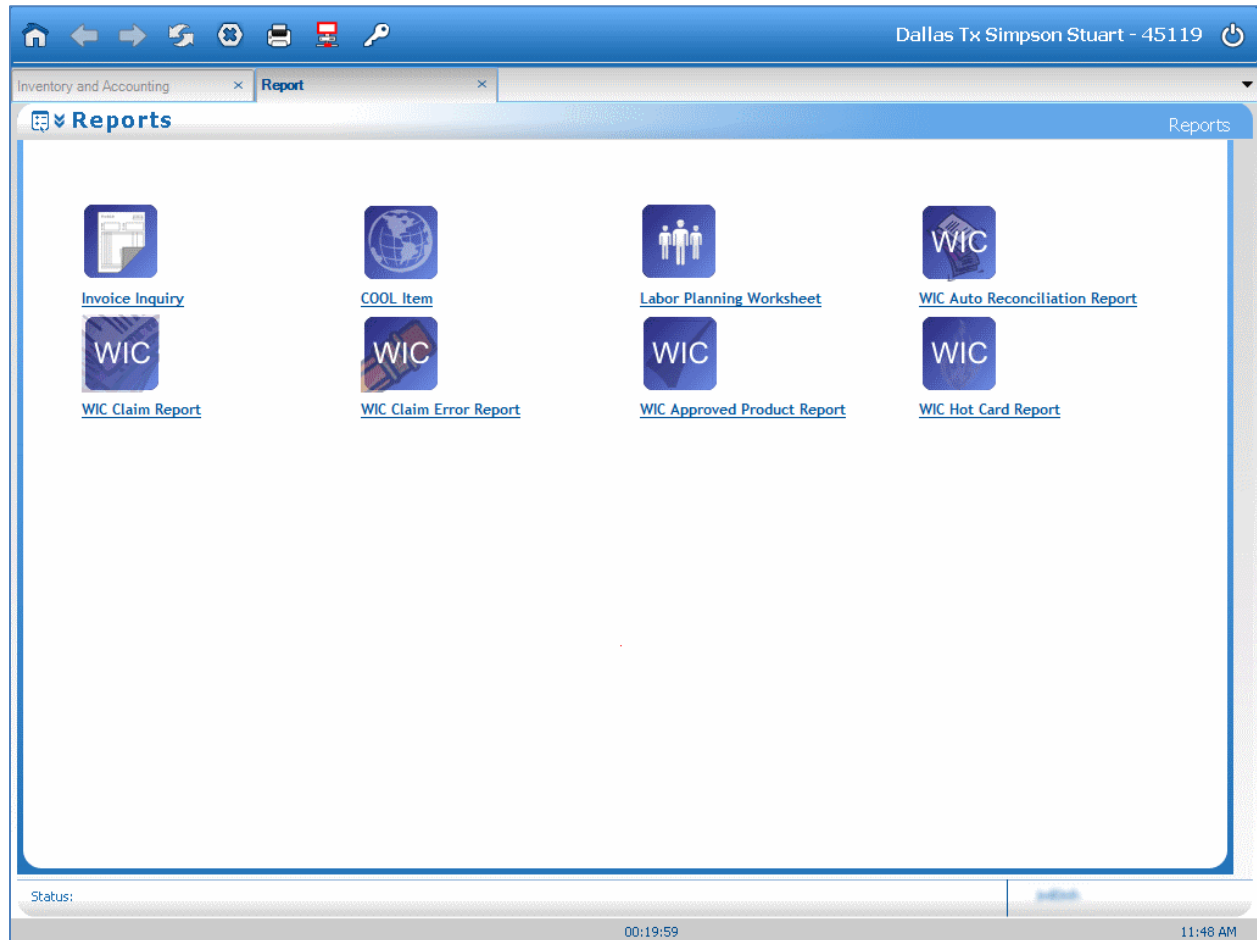 Dallas Tx Simpson Stuart - 45119
Inventory and Accounting
Report
Reports
Reports
WIC
Invoice Inquiry
COOL Item
Labor Planning Worksheet
WIC Auto Reconciliation Report
WIC
WIC
WIC
WIC
WIC Claim Report
WIC Claim Error Report
WIC Approved Product Report
WIC Hot Card Report
Status:
00:19:59
11:48 AM